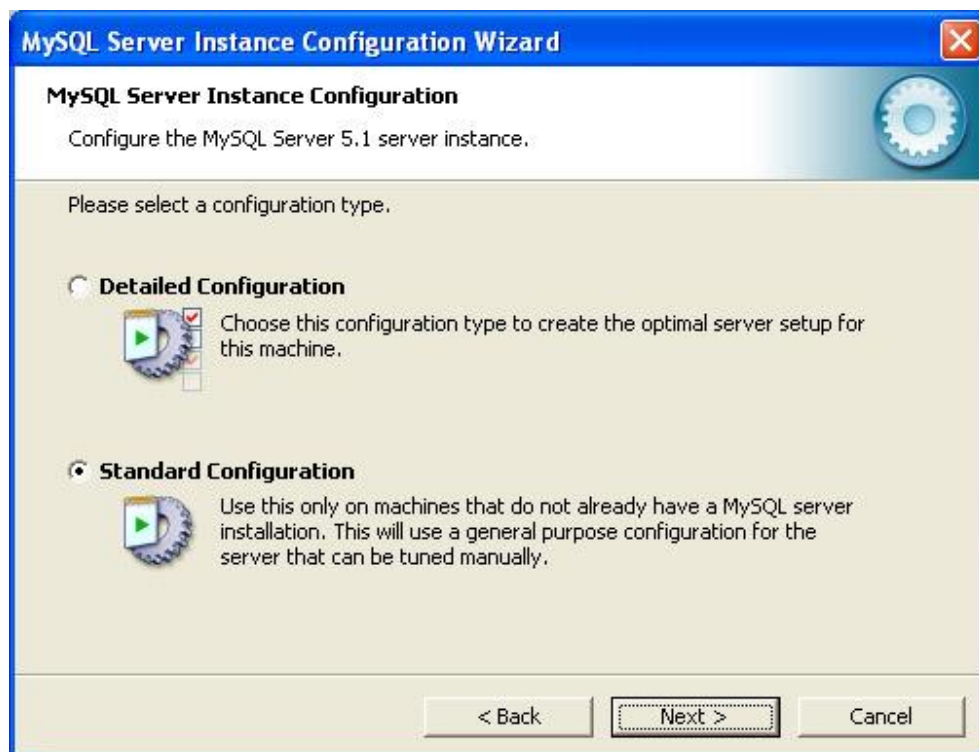 MySQL Server Instance Configuration Wizard
MySQL Server Instance Configuration
Configure the MySQL Server 5.1 server instance.
Please select a configuration type.
Detailed Configuration
Choose this configuration type to create the optimal server setup for
this machine.
Standard Configuration
Use this only on machines that do not already have a MySQL server
installation. This will use a general purpose configuration for the
server that can be tuned manually.
< Back
Next >
Cancel